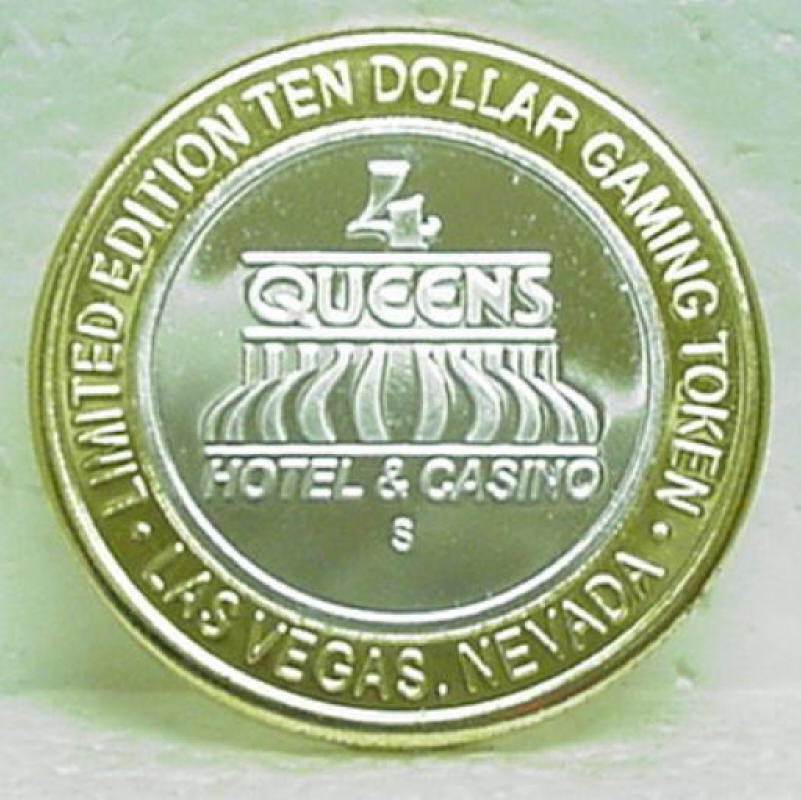 LIMITED EDITION TEN DOLLAR GAMING TOKEN
4
QUEENS
HOTEL & CASINO
S
• LAS VEGAS, NEVADA •